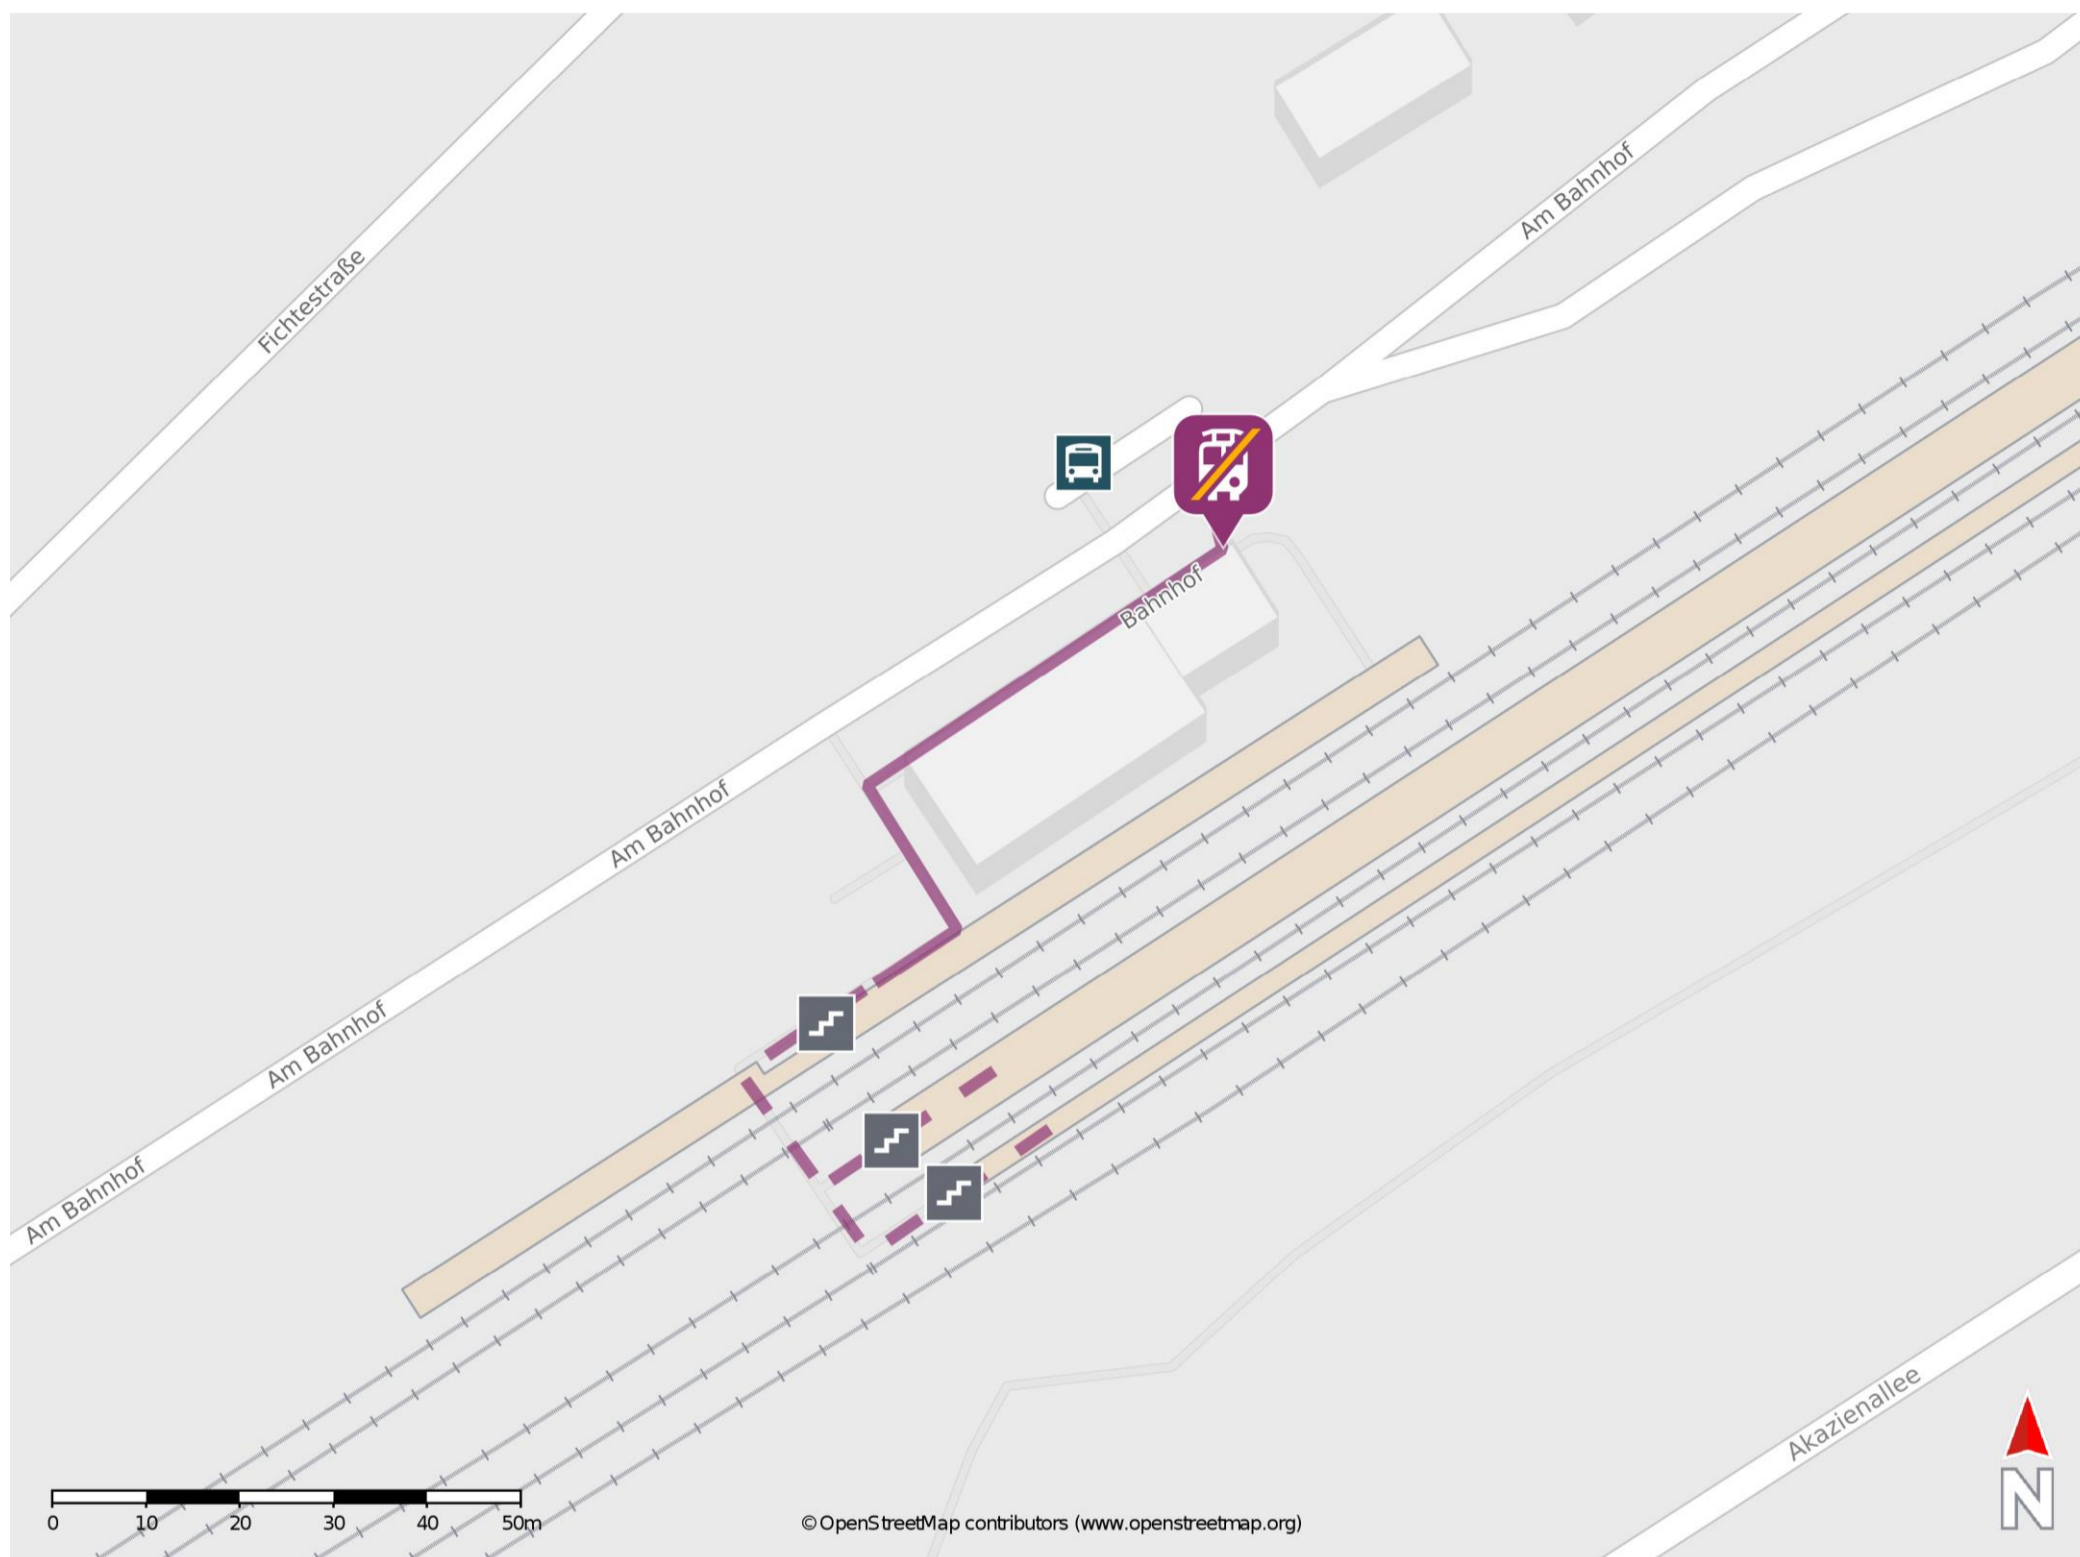 Am Bahnhof
Fichtestraße
Bahnhof
Am Bahnhof
Am Bahnhof
Am Bahnhof
Akazienallee
N
0 10 20 30 40 50m
© OpenStreetMap contributors (www.openstreetmap.org)